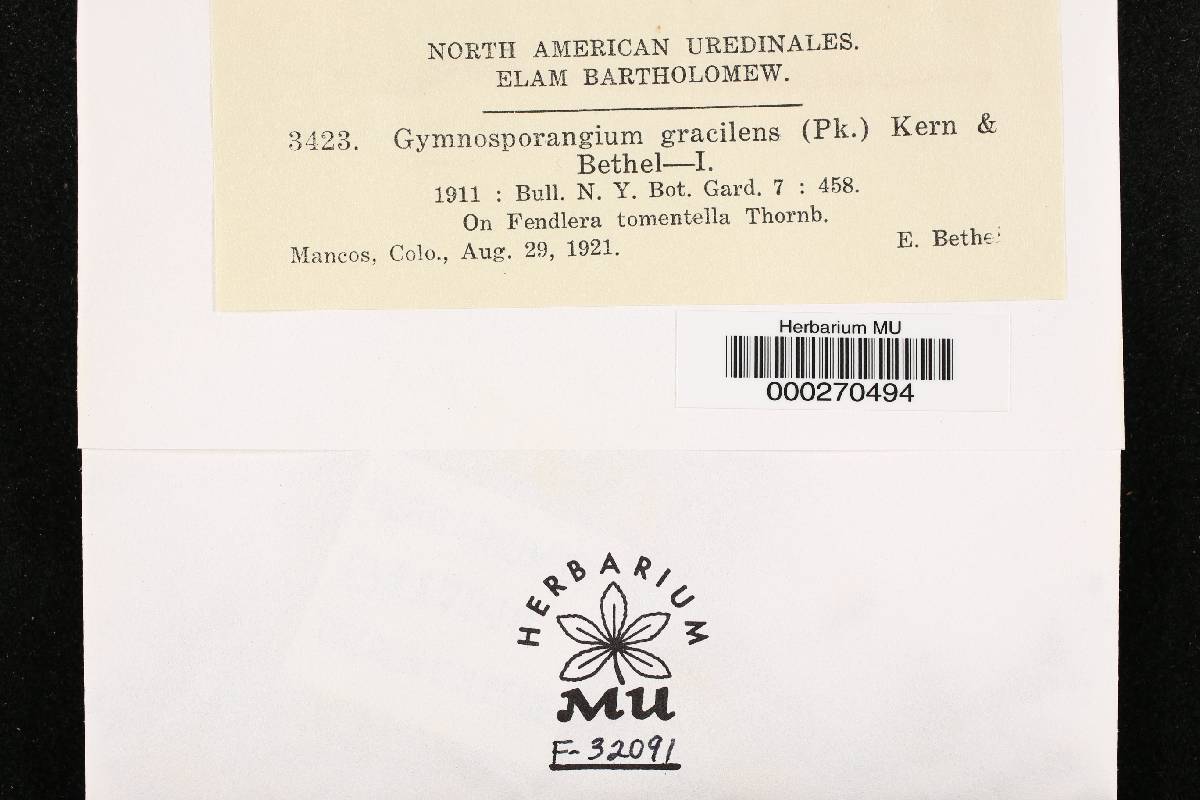 NORTH AMERICAN UREDINALES.
ELAM BARTHOLOMEW.
3423. Gymnosporangium gracilens (Pk.) Kern &
Bethel—I.
1911 : Bull. N. Y. Bot. Gard. 7 : 458.
On Fendlera tomentella Thornb.
Mancos, Colo., Aug. 29, 1921. E. Bethel
Herbarium MU
000270494
HERBARIUM
MU
F-32091